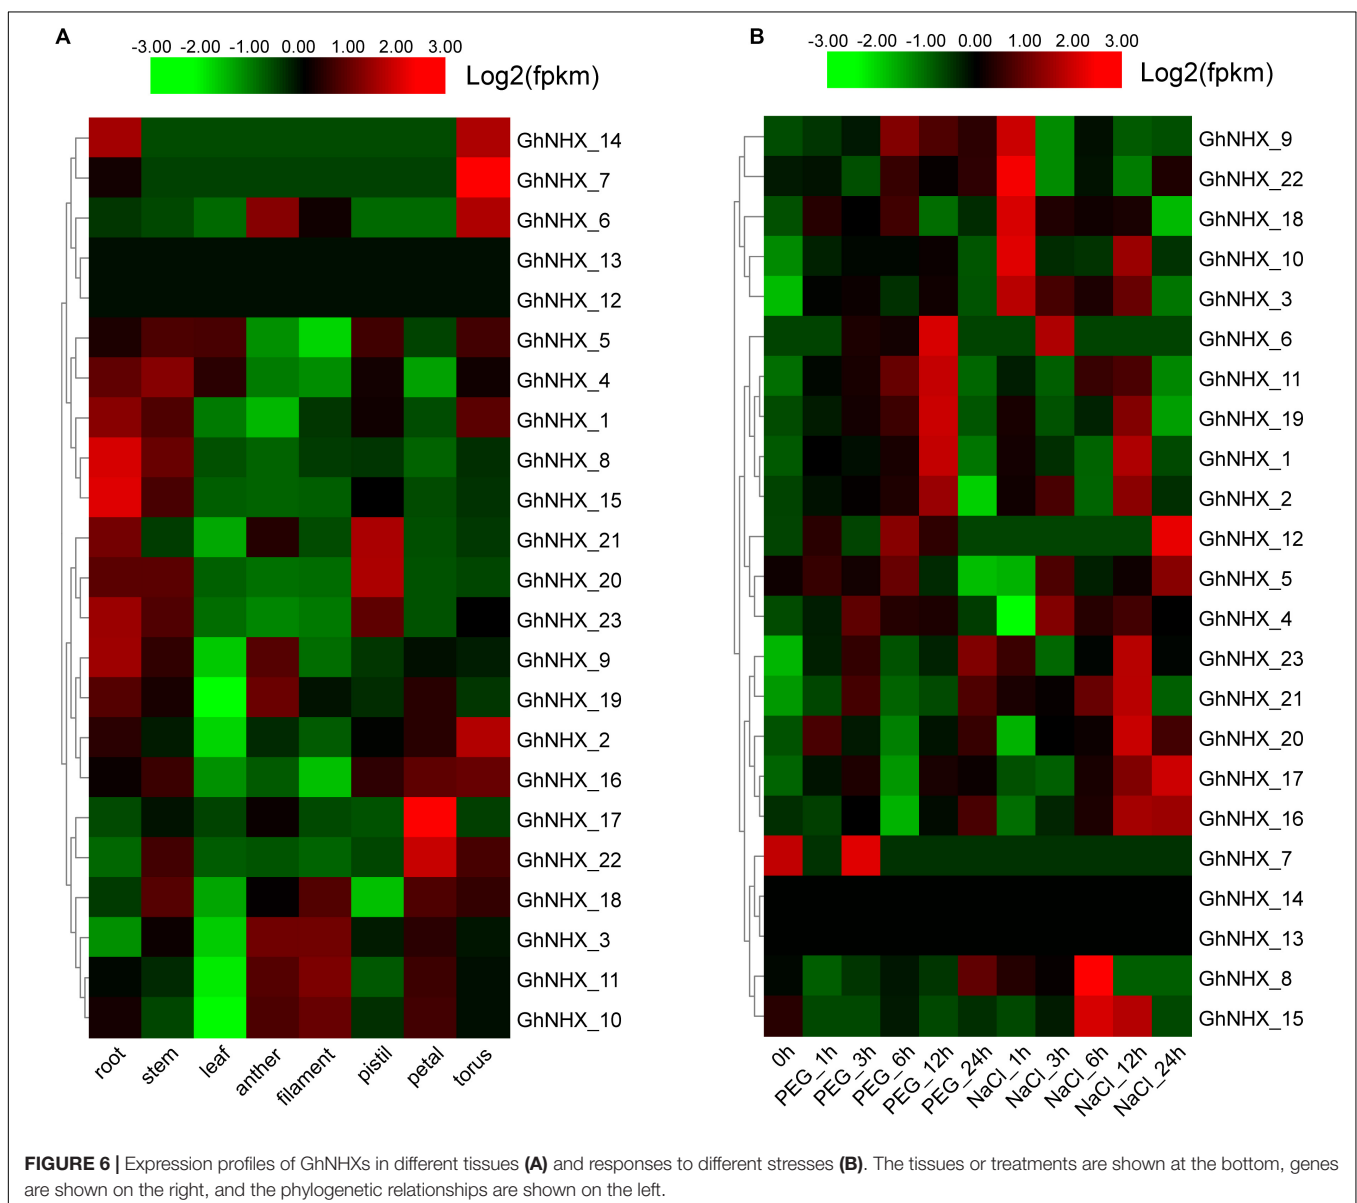 A
-3.00 -2.00 -1.00 0.00 1.00 2.00 3.00
Log2(fpkm)
GhNHX_14
GhNHX_7
GhNHX_6
GhNHX_13
GhNHX_12
GhNHX_5
GhNHX_4
GhNHX_1
GhNHX_8
GhNHX_15
GhNHX_21
GhNHX_20
GhNHX_23
GhNHX_9
GhNHX_19
GhNHX_2
GhNHX_16
GhNHX_17
GhNHX_22
GhNHX_18
GhNHX_3
GhNHX_11
GhNHX_10
root
stem
leaf
anther
filament
pistil
petal
torus
B
-3.00 -2.00 -1.00 0.00 1.00 2.00 3.00
Log2(fpkm)
GhNHX_9
GhNHX_22
GhNHX_18
GhNHX_10
GhNHX_3
GhNHX_6
GhNHX_11
GhNHX_19
GhNHX_1
GhNHX_2
GhNHX_12
GhNHX_5
GhNHX_4
GhNHX_23
GhNHX_21
GhNHX_20
GhNHX_17
GhNHX_16
GhNHX_7
GhNHX_14
GhNHX_13
GhNHX_8
GhNHX_15
0h
PEG_1h
PEG_3h
PEG_6h
PEG_12h
PEG_24h
NaCl_1h
NaCl_3h
NaCl_6h
NaCl_12h
NaCl_24h
FIGURE 6 | Expression profiles of GhNHXs in different tissues (A) and responses to different stresses (B). The tissues or treatments are shown at the bottom, genes
are shown on the right, and the phylogenetic relationships are shown on the left.